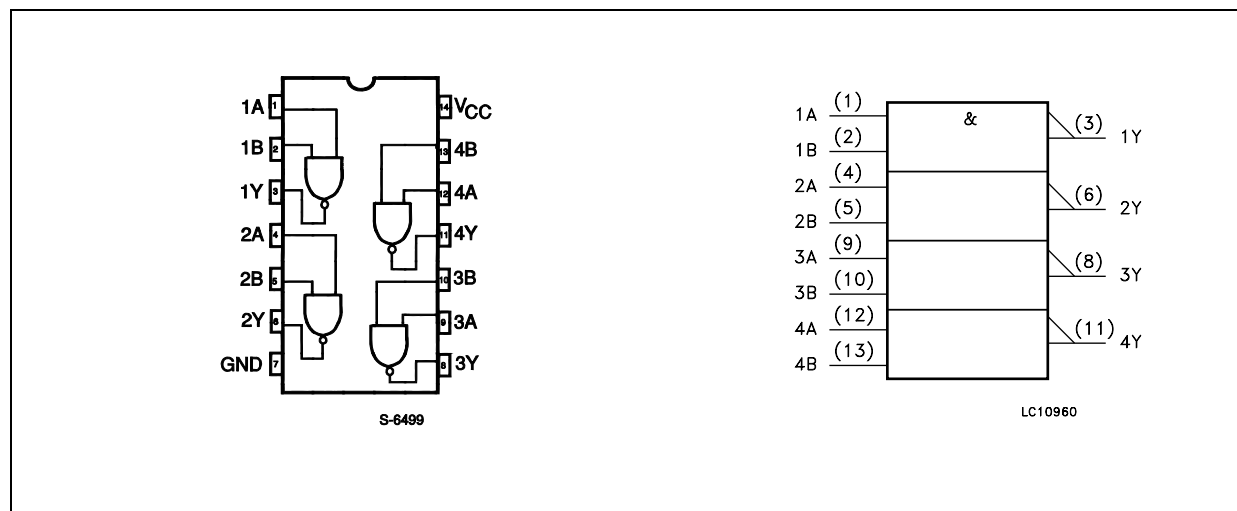 1A 1 14 VCC
1B 2 13 4B
1Y 3 12 4A
2A 4 11 4Y
2B 5 10 3B
2Y 6 9 3A
GND 7 8 3Y
S-6499
&
1A (1)
1B (2)
2A (4)
2B (5)
3A (9)
3B (10)
4A (12)
4B (13)
(3) 1Y
(6) 2Y
(8) 3Y
(11) 4Y
LC10960